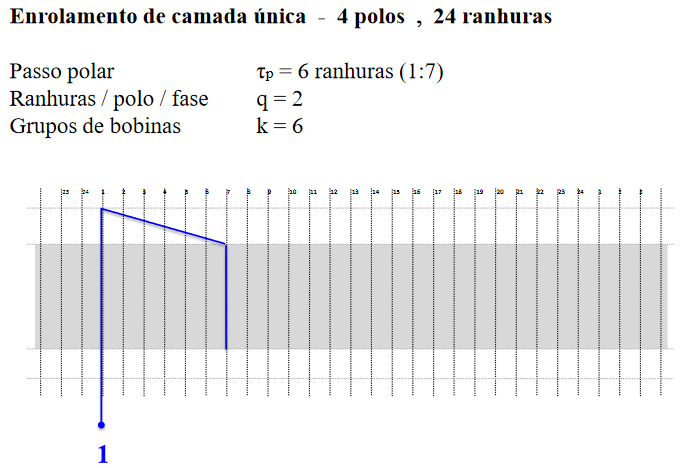 Enrolamento de camada única - 4 polos , 24 ranhuras
Passo polar τp = 6 ranhuras (1:7)
Ranhuras / polo / fase q = 2
Grupos de bobinas k = 6
23 24 1 2 3 4 5 6 7 8 9 10 11 12 13 14 15 16 17 18 19 20 21 22 23 24 1 2 3
1